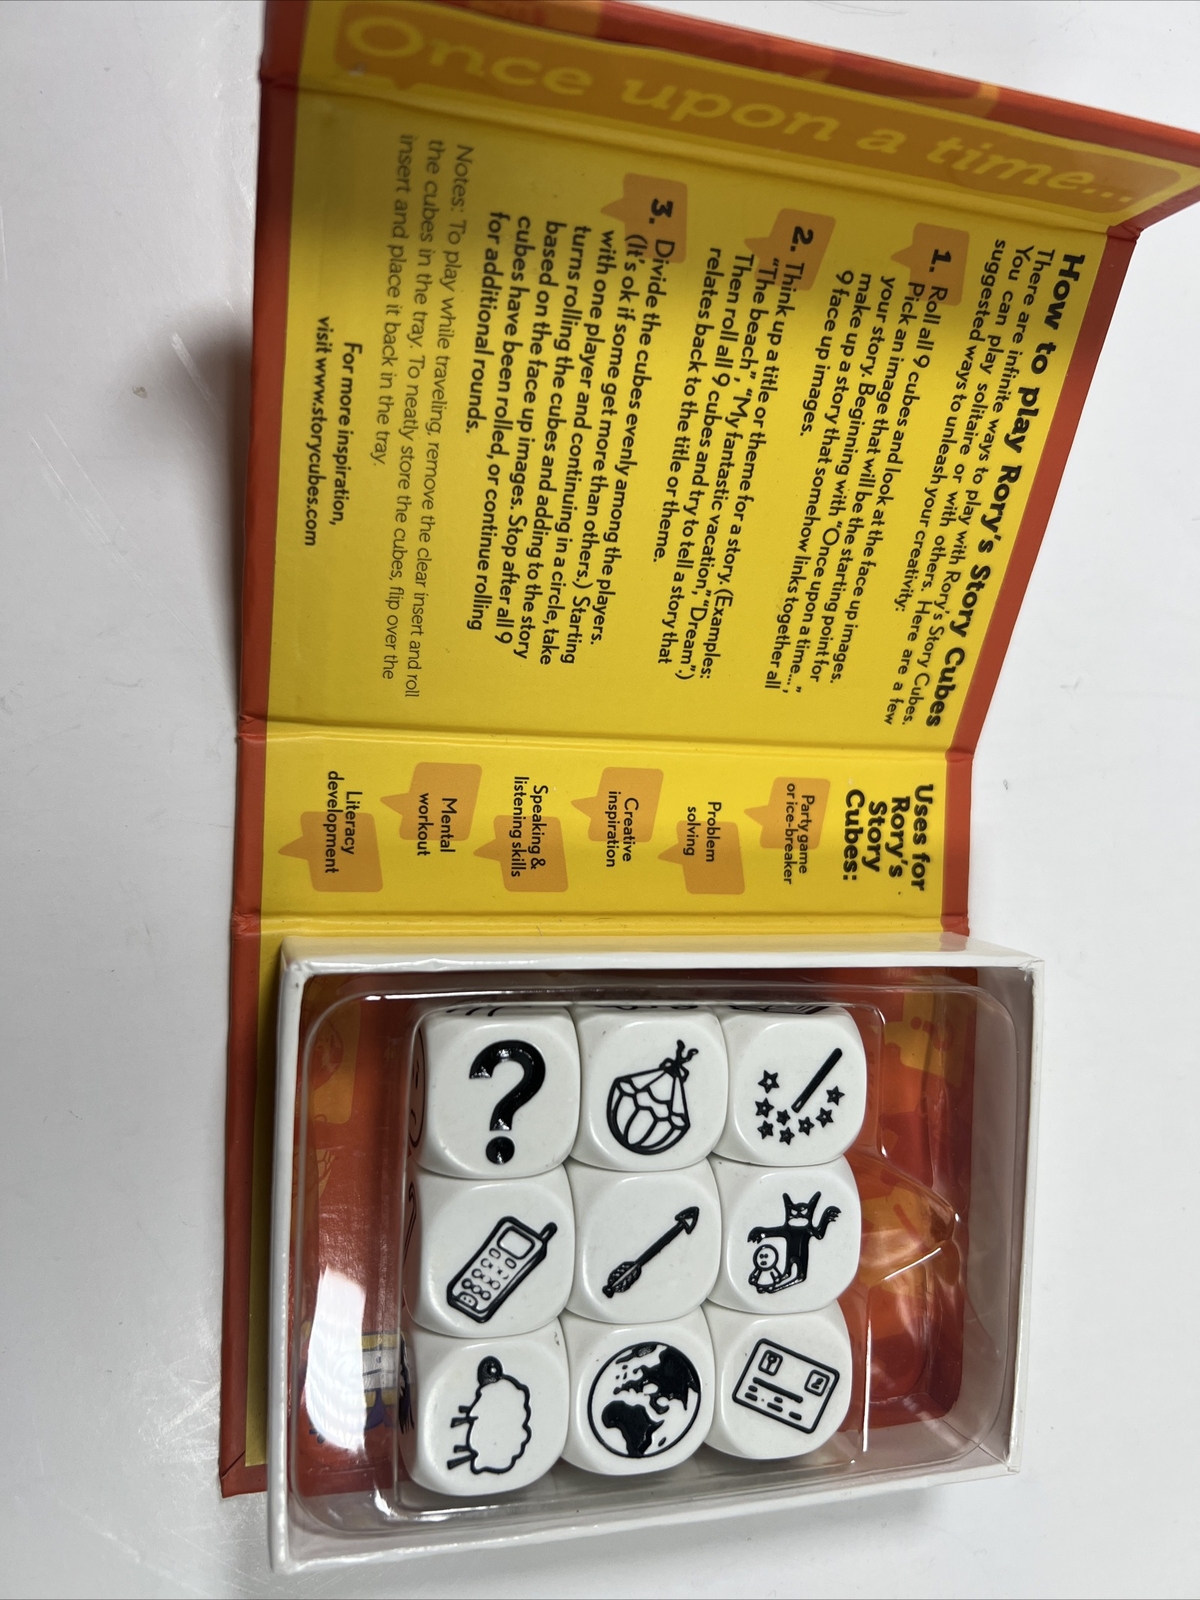 Once upon a time...
How to play Rory's Story Cubes
There are infinite ways to play with Rory's Story Cubes.
You can play solitaire or with others. Here are a few
suggested ways to unleash your creativity:
1. Roll all 9 cubes and look at the face up images.
Pick an image that will be the starting point for
your story. Beginning with "Once upon a time...",
make up a story that somehow links together all
9 face up images.
2. Think up a title or theme for a story. (Examples:
"The beach", "My fantastic vacation," "Dream".)
Then roll all 9 cubes and try to tell a story that
relates back to the title or theme.
3. Divide the cubes evenly among the players.
(It's ok if some get more than others.) Starting
with one player and continuing in a circle, take
turns rolling the cubes and adding to the story
based on the face up images. Stop after all 9
cubes have been rolled, or continue rolling
for additional rounds.
Notes: To play while traveling, remove the clear insert and roll
the cubes in the tray. To neatly store the cubes, flip over the
insert and place it back in the tray.
For more inspiration,
visit www.storycubes.com
Uses for
Rory's
Story
Cubes:
Party game
or ice-breaker
Problem
solving
Creative
inspiration
Speaking &
listening skills
Mental
workout
Literacy
development
?